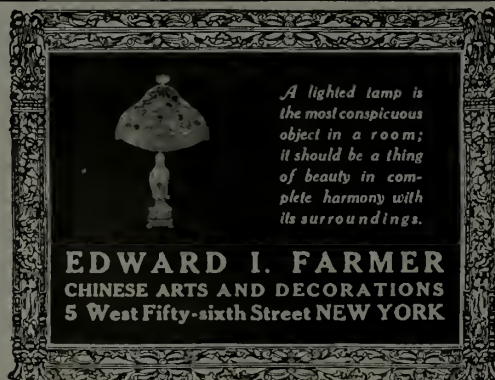 A lighted lamp is
the most conspicuous
object in a room;
it should be a thing
of beauty in com-
plete harmony with
its surroundings.
EDWARD I. FARMER
CHINESE ARTS AND DECORATIONS
5 West Fifty-sixth Street NEW YORK